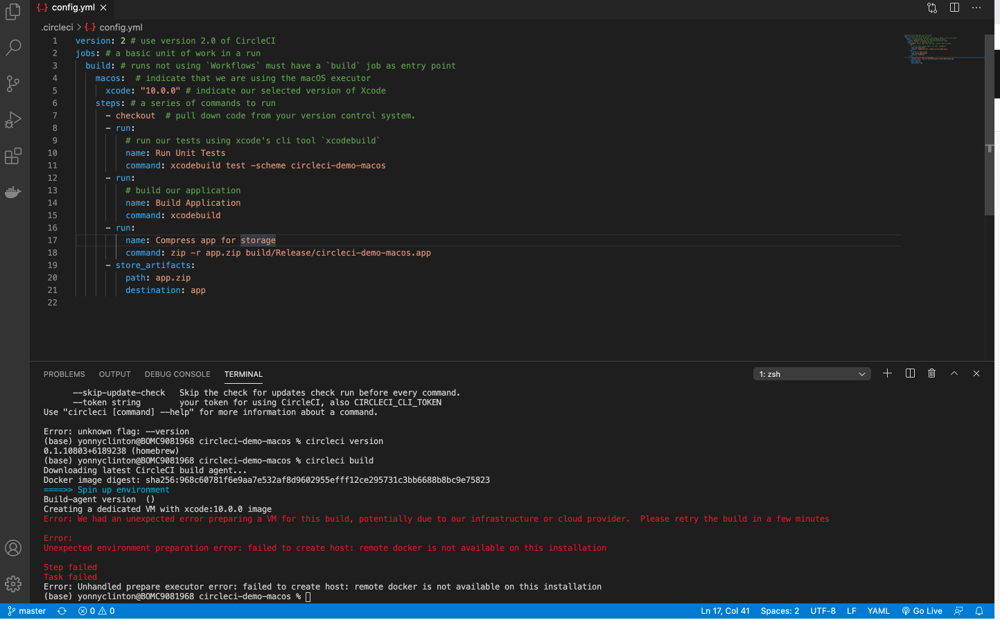 config.yml
.circleci > config.yml
1 version: 2 # use version 2.0 of CircleCI
2 jobs: # a basic unit of work in a run
3 build: # runs not using `Workflows` must have a `build` job as entry point
4 macos:  # indicate that we are using the macOS executor
5 xcode: "10.0.0" # indicate our selected version of Xcode
6 steps: # a series of commands to run
7 - checkout  # pull down code from your version control system.
8 - run:
9 # run our tests using xcode's cli tool `xcodebuild`
10 name: Run Unit Tests
11 command: xcodebuild test -scheme circleci-demo-macos
12 - run:
13 # build our application
14 name: Build Application
15 command: xcodebuild
16 - run:
17 name: Compress app for storage
18 command: zip -r app.zip build/Release/circleci-demo-macos.app
19 - store_artifacts:
20 path: app.zip
21 destination: app
22
PROBLEMS OUTPUT DEBUG CONSOLE TERMINAL 1: zsh
--skip-update-check   Skip the check for updates check run before every command.
--token string        your token for using CircleCI, also CIRCLECI_CLI_TOKEN
Use "circleci [command] --help" for more information about a command.
Error: unknown flag: --version
(base) yonnyclinton@BOMC9081968 circleci-demo-macos % circleci version
0.1.10803+6189238 (homebrew)
(base) yonnyclinton@BOMC9081968 circleci-demo-macos % circleci build
Downloading latest CircleCI build agent...
Docker image digest: sha256:968c60781f6e9aa7e532af8d9602955efff12ce295731c3bb6688b8bc9e75823
====>> Spin up environment
Build-agent version  ()
Creating a dedicated VM with xcode:10.0.0 image
Error: We had an unexpected error preparing a VM for this build, potentially due to our infrastructure or cloud provider.  Please retry the build in a few minutes
Error:
Unexpected environment preparation error: failed to create host: remote docker is not available on this installation
Step failed
Task failed
Error: Unhandled prepare executor error: failed to create host: remote docker is not available on this installation
(base) yonnyclinton@BOMC9081968 circleci-demo-macos %
master 0 0 Ln 17, Col 41 Spaces: 2 UTF-8 LF YAML Go Live